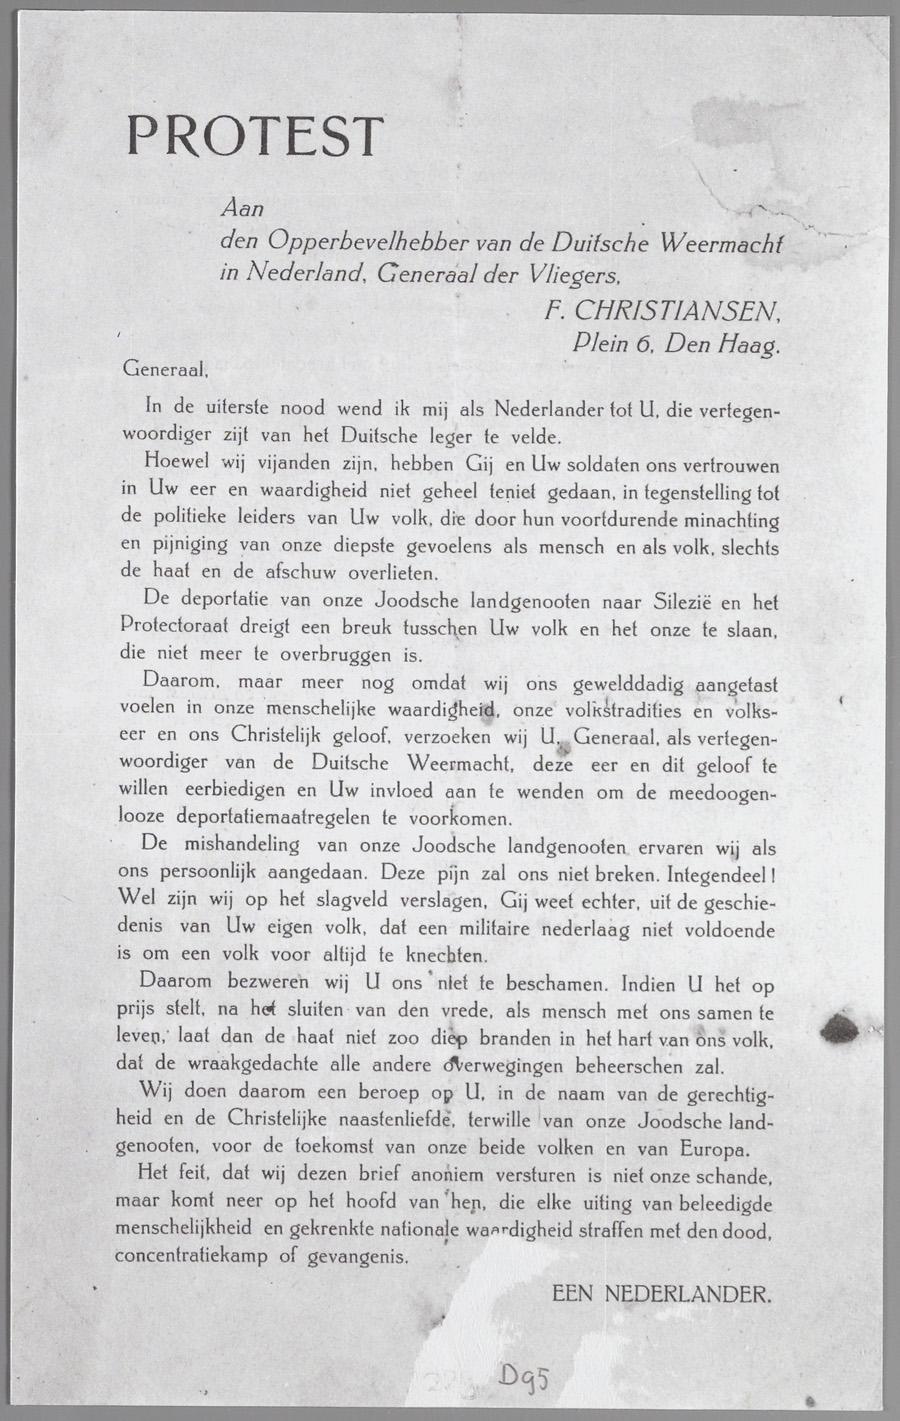 PROTEST
Aan
den Opperbevelhebber van de Duitsche Weermacht
in Nederland, Generaal der Vliegers,
F. CHRISTIANSEN,
Plein 6, Den Haag.
Generaal,
In de uiterste nood wend ik mij als Nederlander tot U, die vertegen-
woordiger zijt van het Duitsche leger te velde.
Hoewel wij vijanden zijn, hebben Gij en Uw soldaten ons vertrouwen
in Uw eer en waardigheid niet geheel teniet gedaan, in tegenstelling tot
de politieke leiders van Uw volk, die door hun voortdurende minachting
en pijniging van onze diepste gevoelens als mensch en als volk, slechts
de haat en de afschuw overlieten.
De deportatie van onze Joodsche landgenooten naar Silezië en het
Protectoraat dreigt een breuk tusschen Uw volk en het onze te slaan,
die niet meer te overbruggen is.
Daarom, maar meer nog omdat wij ons gewelddadig aangetast
voelen in onze menschelijke waardigheid, onze volkstradities en volks-
eer en ons Christelijk geloof, verzoeken wij U, Generaal, als vertegen-
woordiger van de Duitsche Weermacht, deze eer en dit geloof te
willen eerbiedigen en Uw invloed aan te wenden om de meedoogen-
looze deportatiemaatregelen te voorkomen.
De mishandeling van onze Joodsche landgenooten ervaren wij als
ons persoonlijk aangedaan. Deze pijn zal ons niet breken. Integendeel!
Wel zijn wij op het slagveld verslagen, Gij weet echter, uit de geschie-
denis van Uw eigen volk, dat een militaire nederlaag niet voldoende
is om een volk voor altijd te knechten.
Daarom bezweren wij U ons niet te beschamen. Indien U het op
prijs stelt, na het sluiten van den vrede, als mensch met ons samen te
leven, laat dan de haat niet zoo diep branden in het hart van ons volk,
dat de wraakgedachte alle andere overwegingen beheerschen zal.
Wij doen daarom een beroep op U, in de naam van de gerechtig-
heid en de Christelijke naastenliefde, terwille van onze Joodsche land-
genooten, voor de toekomst van onze beide volken en van Europa.
Het feit, dat wij dezen brief anoniem versturen is niet onze schande,
maar komt neer op het hoofd van hen, die elke uiting van beleedigde
menschelijkheid en gekrenkte nationale waardigheid straffen met den dood,
concentratiekamp of gevangenis.
EEN NEDERLANDER.
D95